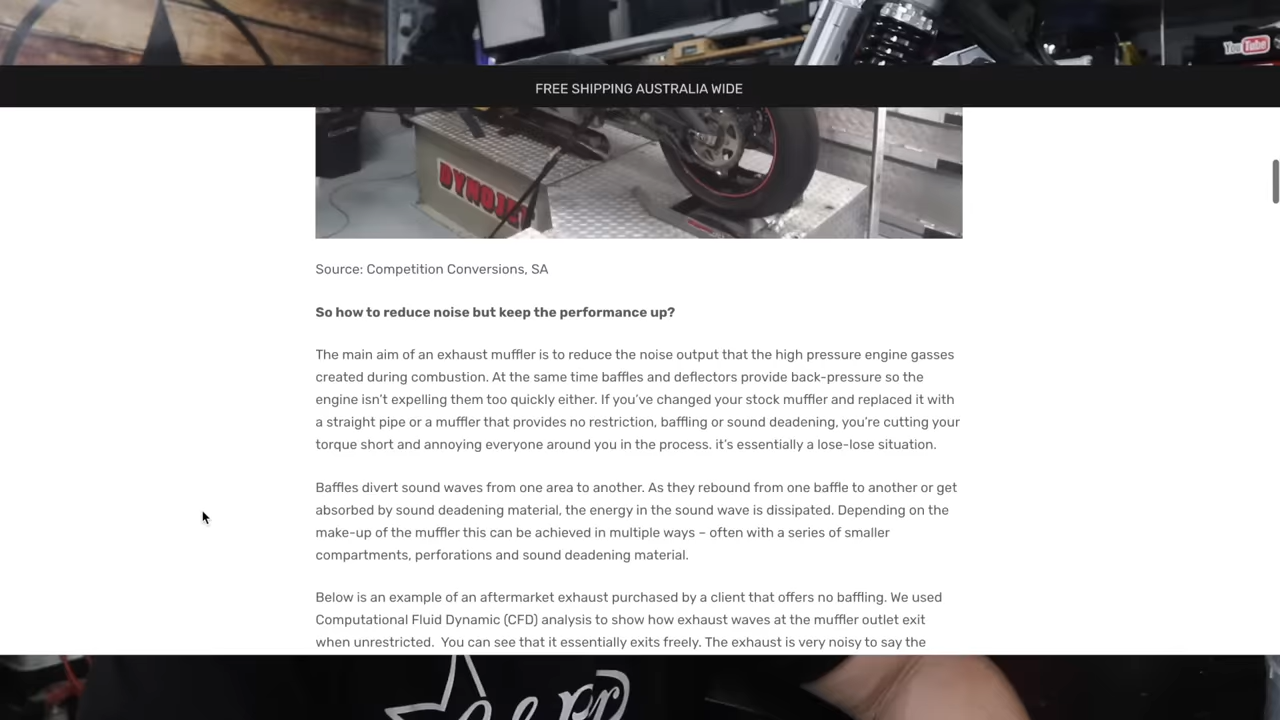 YouTube
FREE SHIPPING AUSTRALIA WIDE
DYNOJET
Source: Competition Conversions, SA
So how to reduce noise but keep the performance up?
The main aim of an exhaust muffler is to reduce the noise output that the high pressure engine gasses
created during combustion. At the same time baffles and deflectors provide back-pressure so the
engine isn’t expelling them too quickly either. If you’ve changed your stock muffler and replaced it with
a straight pipe or a muffler that provides no restriction, baffling or sound deadening, you’re cutting your
torque short and annoying everyone around you in the process. it’s essentially a lose-lose situation.
Baffles divert sound waves from one area to another. As they rebound from one baffle to another or get
absorbed by sound deadening material, the energy in the sound wave is dissipated. Depending on the
make-up of the muffler this can be achieved in multiple ways – often with a series of smaller
compartments, perforations and sound deadening material.
Below is an example of an aftermarket exhaust purchased by a client that offers no baffling. We used
Computational Fluid Dynamic (CFD) analysis to show how exhaust waves at the muffler outlet exit
when unrestricted.  You can see that it essentially exits freely. The exhaust is very noisy to say the